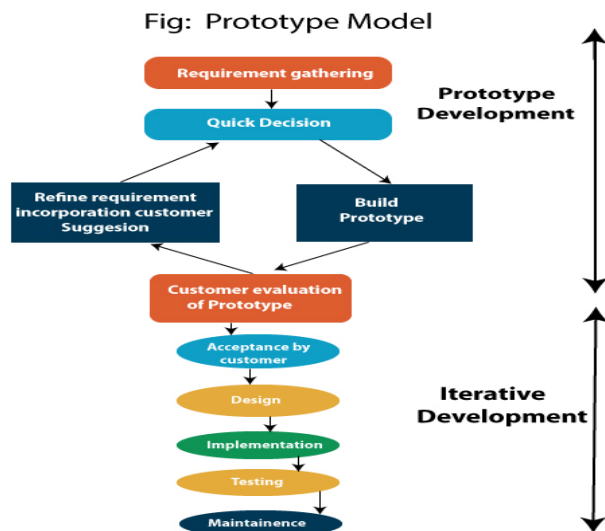 Fig: Prototype Model
Requirement gathering
Quick Decision
Prototype
Development
Refine requirement
incorporation customer
Suggesion
Build
Prototype
Customer evaluation
of Prototype
Acceptance by
customer
Design
Iterative
Development
Implementation
Testing
Maintainence